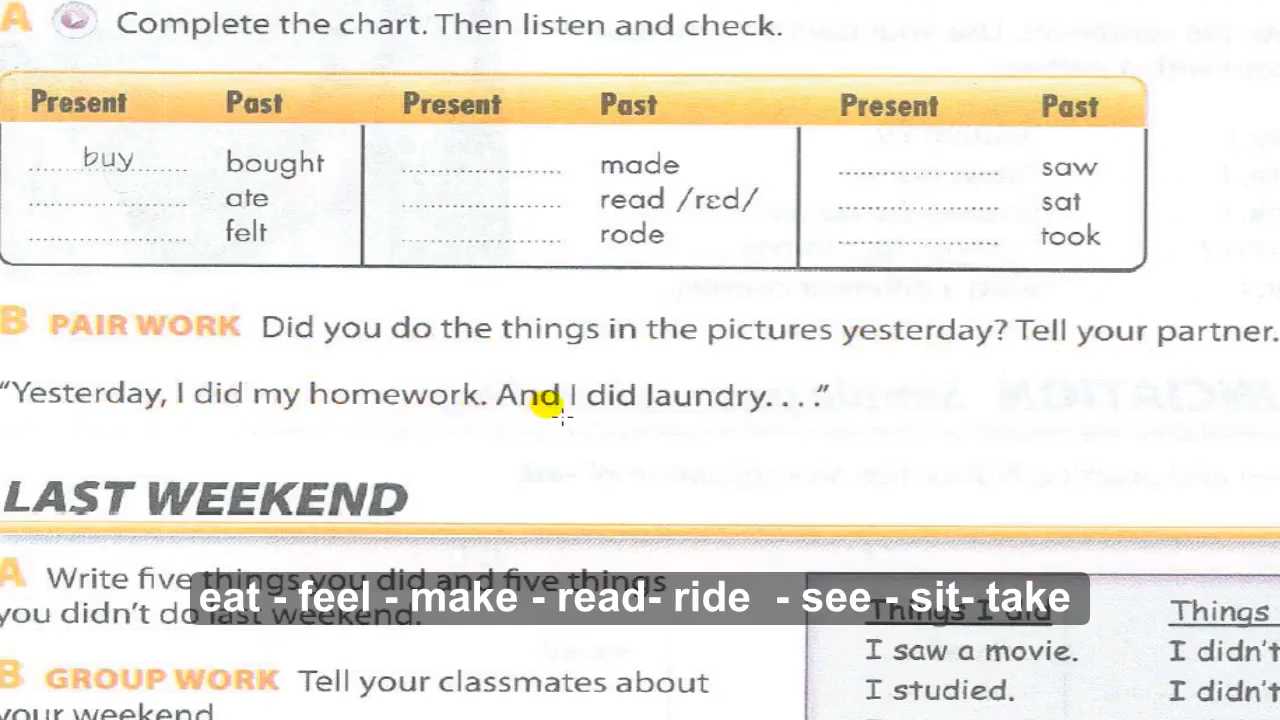 A Complete the chart. Then listen and check.
Present Past Present Past Present Past
buy bought made saw
ate read /rɛd/ sat
felt rode took
B PAIR WORK Did you do the things in the pictures yesterday? Tell your partner.
“Yesterday, I did my homework. And I did laundry. . . .”
LAST WEEKEND
A Write five things you did and five things
you didn’t do last weekend.
eat - feel - make - read- ride - see - sit- take
Things I did Things
I saw a movie. I didn’t
I studied. I didn’t
B GROUP WORK Tell your classmates about
your weekend.